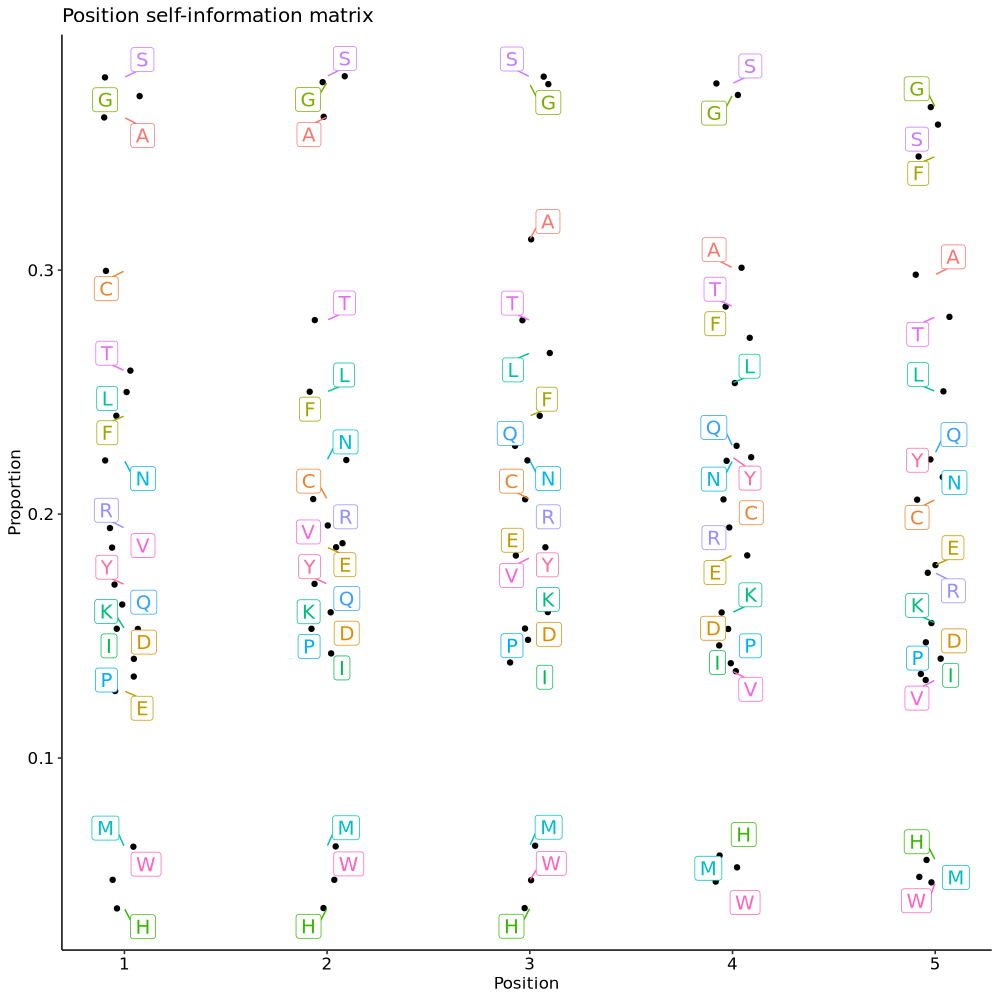 Position self-information matrix
Proportion
0.3
0.2
0.1
S
G
A
C
T
L
F
N
R
V
Y
Q
K
D
I
P
E
M
W
H
S
G
A
T
L
F
N
C
R
V
E
Y
Q
K
D
P
I
M
W
H
S
G
A
T
L
F
Q
N
C
R
E
Y
V
K
D
P
I
M
W
H
S
G
A
T
F
L
Q
Y
N
C
R
E
K
D
P
I
V
H
M
W
G
S
F
A
T
L
Q
Y
N
C
E
R
K
D
P
I
V
H
M
W
1 2 3 4 5
Position